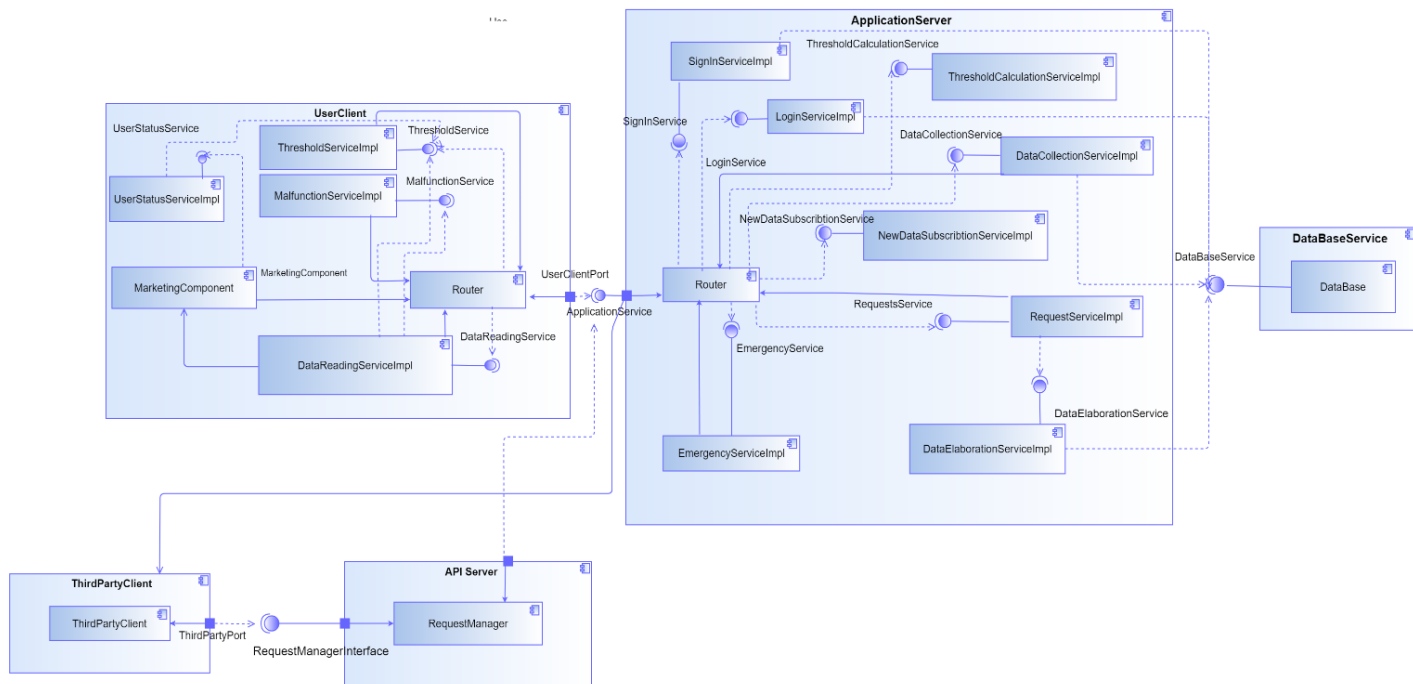 ApplicationServer
SignInServiceImpl
ThresholdCalculationService
ThresholdCalculationServiceImpl
UserClient
UserStatusService
ThresholdServiceImpl
ThresholdService
SignInService
LoginServiceImpl
DataCollectionService
DataCollectionServiceImpl
LoginService
MalfunctionServiceImpl
MalfunctionService
UserStatusServiceImpl
NewDataSubscribtionService
NewDataSubscribtionServiceImpl
DataBaseService
DataBaseService
DataBase
MarketingComponent
MarketingComponent
Router
UserClientPort
ApplicationService
Router
RequestsService
RequestServiceImpl
DataReadingService
DataReadingServiceImpl
EmergencyService
DataElaborationService
EmergencyServiceImpl
DataElaborationServiceImpl
ThirdPartyClient
ThirdPartyClient
ThirdPartyPort
API Server
RequestManager
RequestManagerInterface